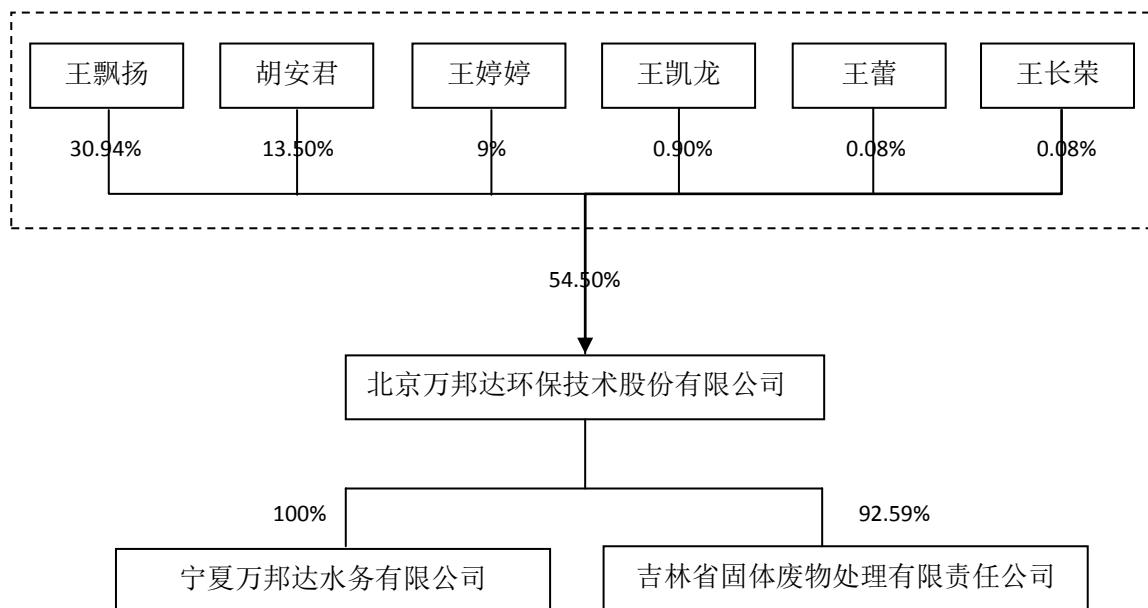 王飘扬 胡安君 王婷婷 王凯龙 王蕾 王长荣
30.94% 13.50% 9% 0.90% 0.08% 0.08%
54.50%
北京万邦达环保技术股份有限公司
100% 92.59%
宁夏万邦达水务有限公司 吉林省固体废物处理有限责任公司